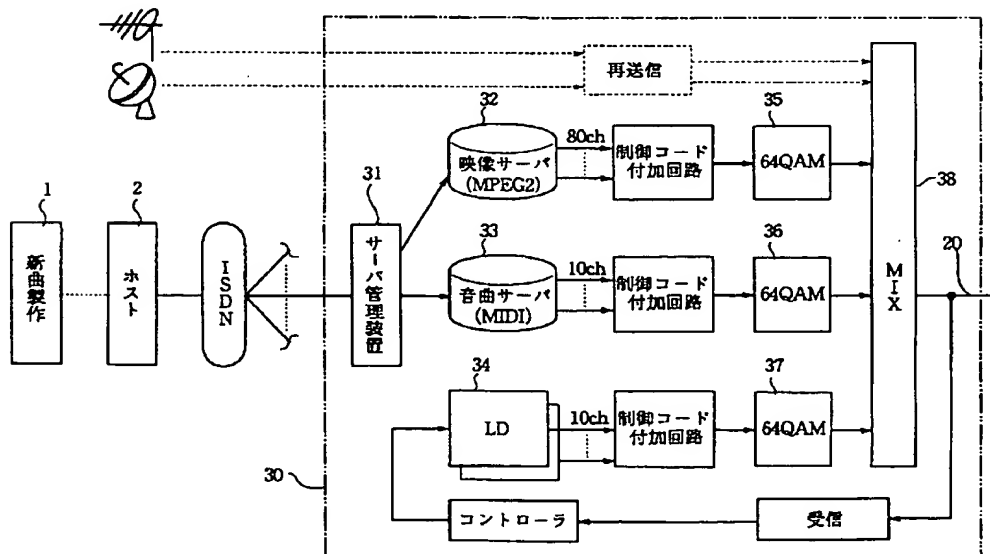 再送信
32
35
80ch
映像サーバ
(MPEG2)
制御コード
付加回路
64QAM
1
2
31
38
新曲製作
ホスト
ISDN
サーバ管理装置
33
36
20
10ch
音曲サーバ
(MIDI)
制御コード
付加回路
64QAM
MIX
34
37
10ch
LD
制御コード
付加回路
64QAM
30
コントローラ
受信